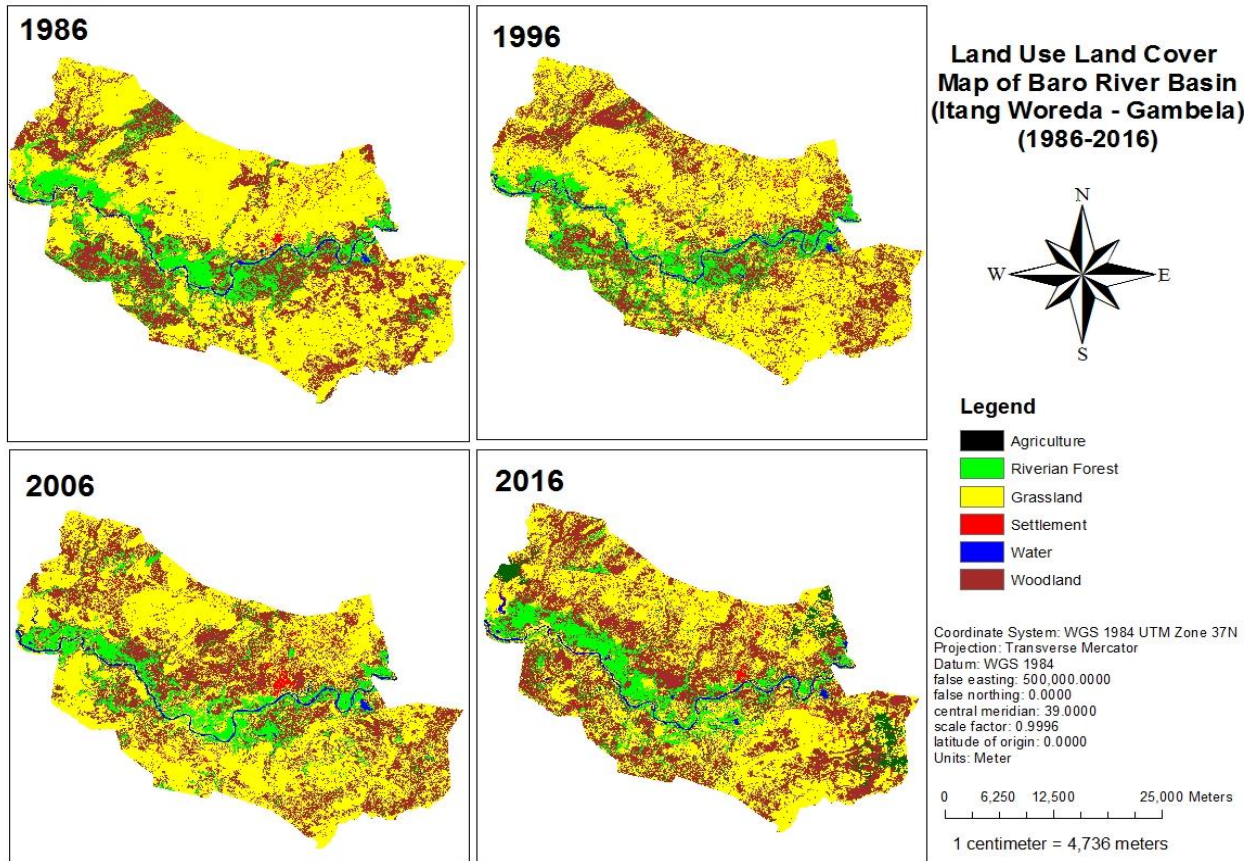 1986
1996
Land Use Land Cover
Map of Baro River Basin
(Itang Woreda - Gambela)
(1986-2016)
N
W
E
S
Legend
Agriculture
Riverian Forest
Grassland
Settlement
Water
Woodland
2006
2016
Coordinate System: WGS 1984 UTM Zone 37N
Projection: Transverse Mercator
Datum: WGS 1984
false easting: 500,000.0000
false northing: 0.0000
central meridian: 39.0000
scale factor: 0.9996
latitude of origin: 0.0000
Units: Meter
0 6,250 12,500 25,000 Meters
1 centimeter = 4,736 meters